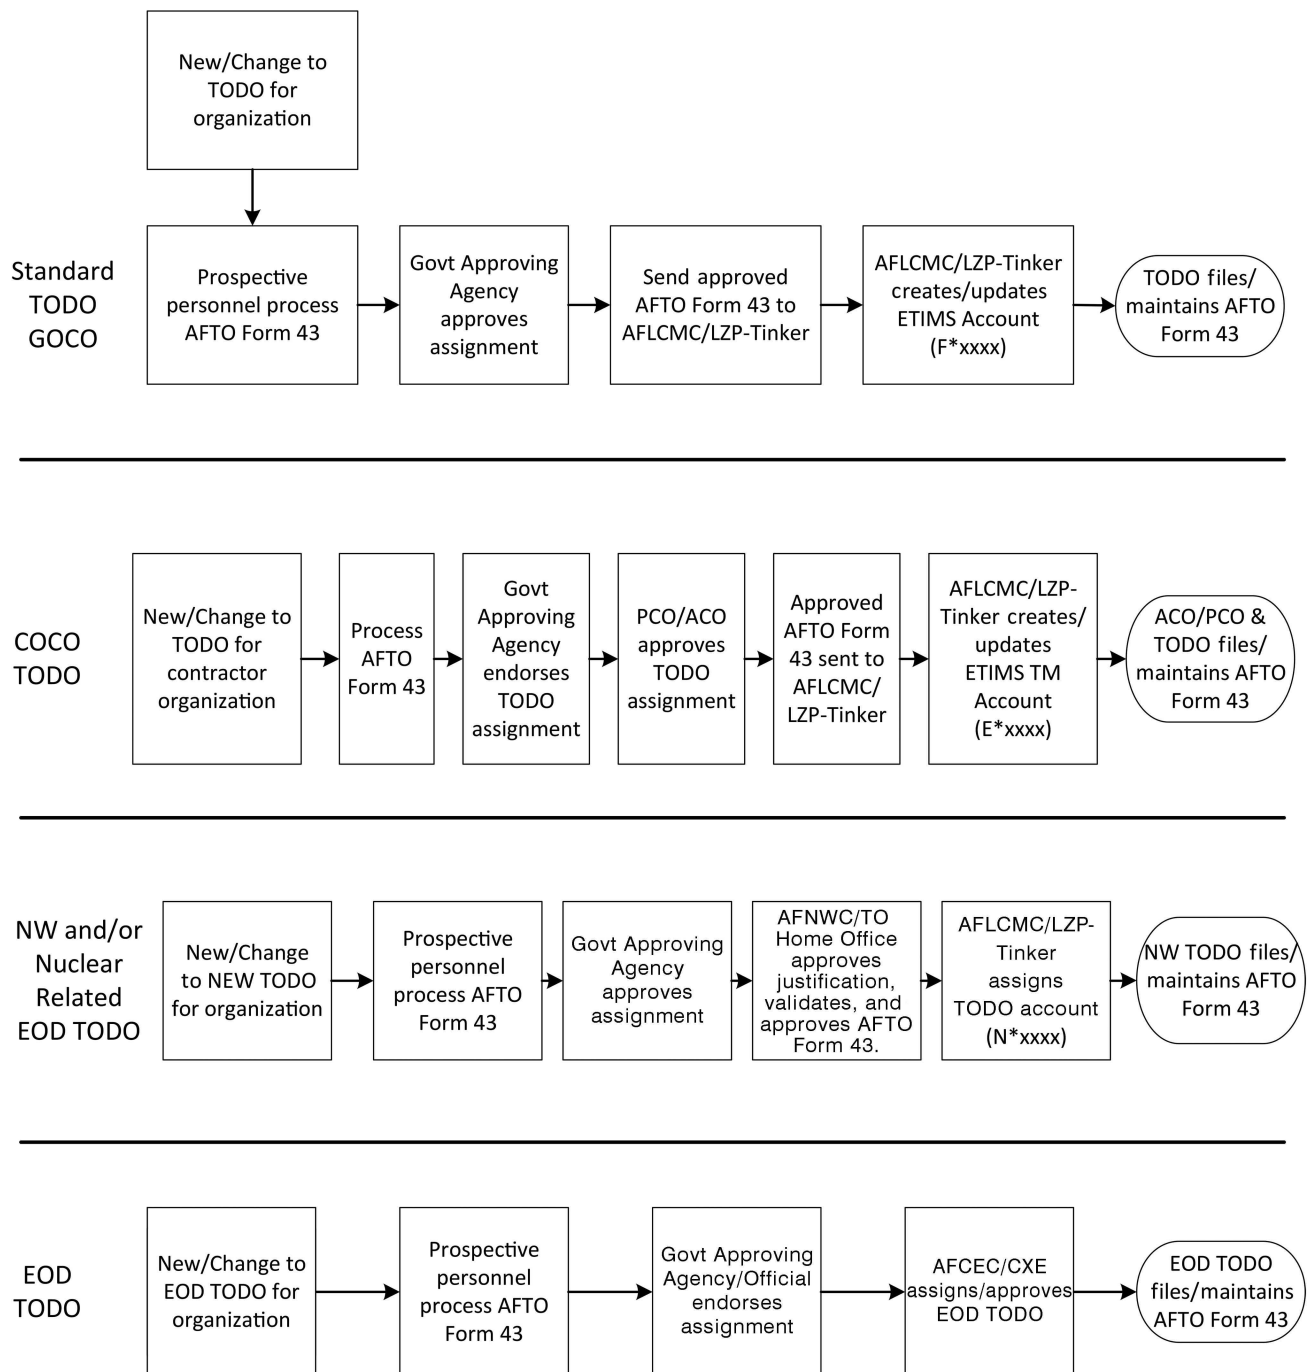 New/Change to
TODO for
organization
Standard
TODO
GOCO
Prospective
personnel process
AFTO Form 43
Govt Approving
Agency
approves
assignment
Send approved
AFTO Form 43 to
AFLCMC/LZP-Tinker
AFLCMC/LZP-Tinker
creates/updates
ETIMS Account
(F*xxxx)
TODO files/
maintains AFTO
Form 43
COCO
TODO
New/Change to
TODO for
contractor
organization
Process
AFTO
Form 43
Govt
Approving
Agency
endorses
TODO
assignment
PCO/ACO
approves
TODO
assignment
Approved
AFTO Form
43 sent to
AFLCMC/
LZP-Tinker
AFLCMC/LZP-
Tinker creates/
updates
ETIMS TM
Account
(E*xxxx)
ACO/PCO &
TODO files/
maintains AFTO
Form 43
NW and/or
Nuclear
Related
EOD TODO
New/Change
to NEW TODO
for organization
Prospective
personnel
process AFTO
Form 43
Govt Approving
Agency
approves
assignment
AFNWC/TO
Home Office
approves
justification,
validates, and
approves AFTO
Form 43.
AFLCMC/LZP-
Tinker
assigns
TODO account
(N*xxxx)
NW TODO files/
maintains AFTO
Form 43
EOD
TODO
New/Change to
EOD TODO for
organization
Prospective
personnel
process AFTO
Form 43
Govt Approving
Agency/Official
endorses
assignment
AFCEC/CXE
assigns/approves
EOD TODO
EOD TODO
files/maintains
AFTO Form 43